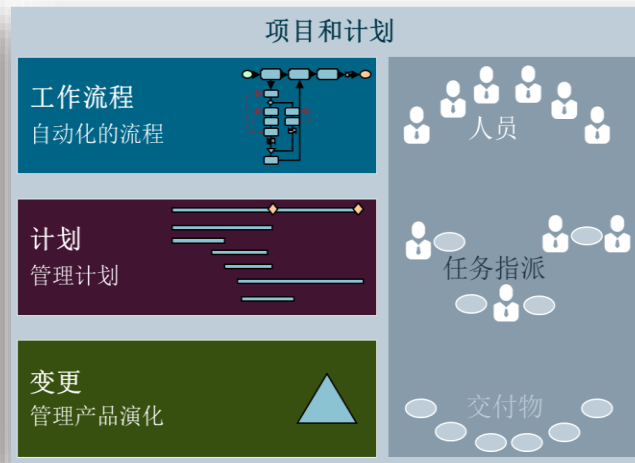 项目和计划
工作流程
自动化的流程
计划
管理计划
变更
管理产品演化
人员
任务指派
交付物